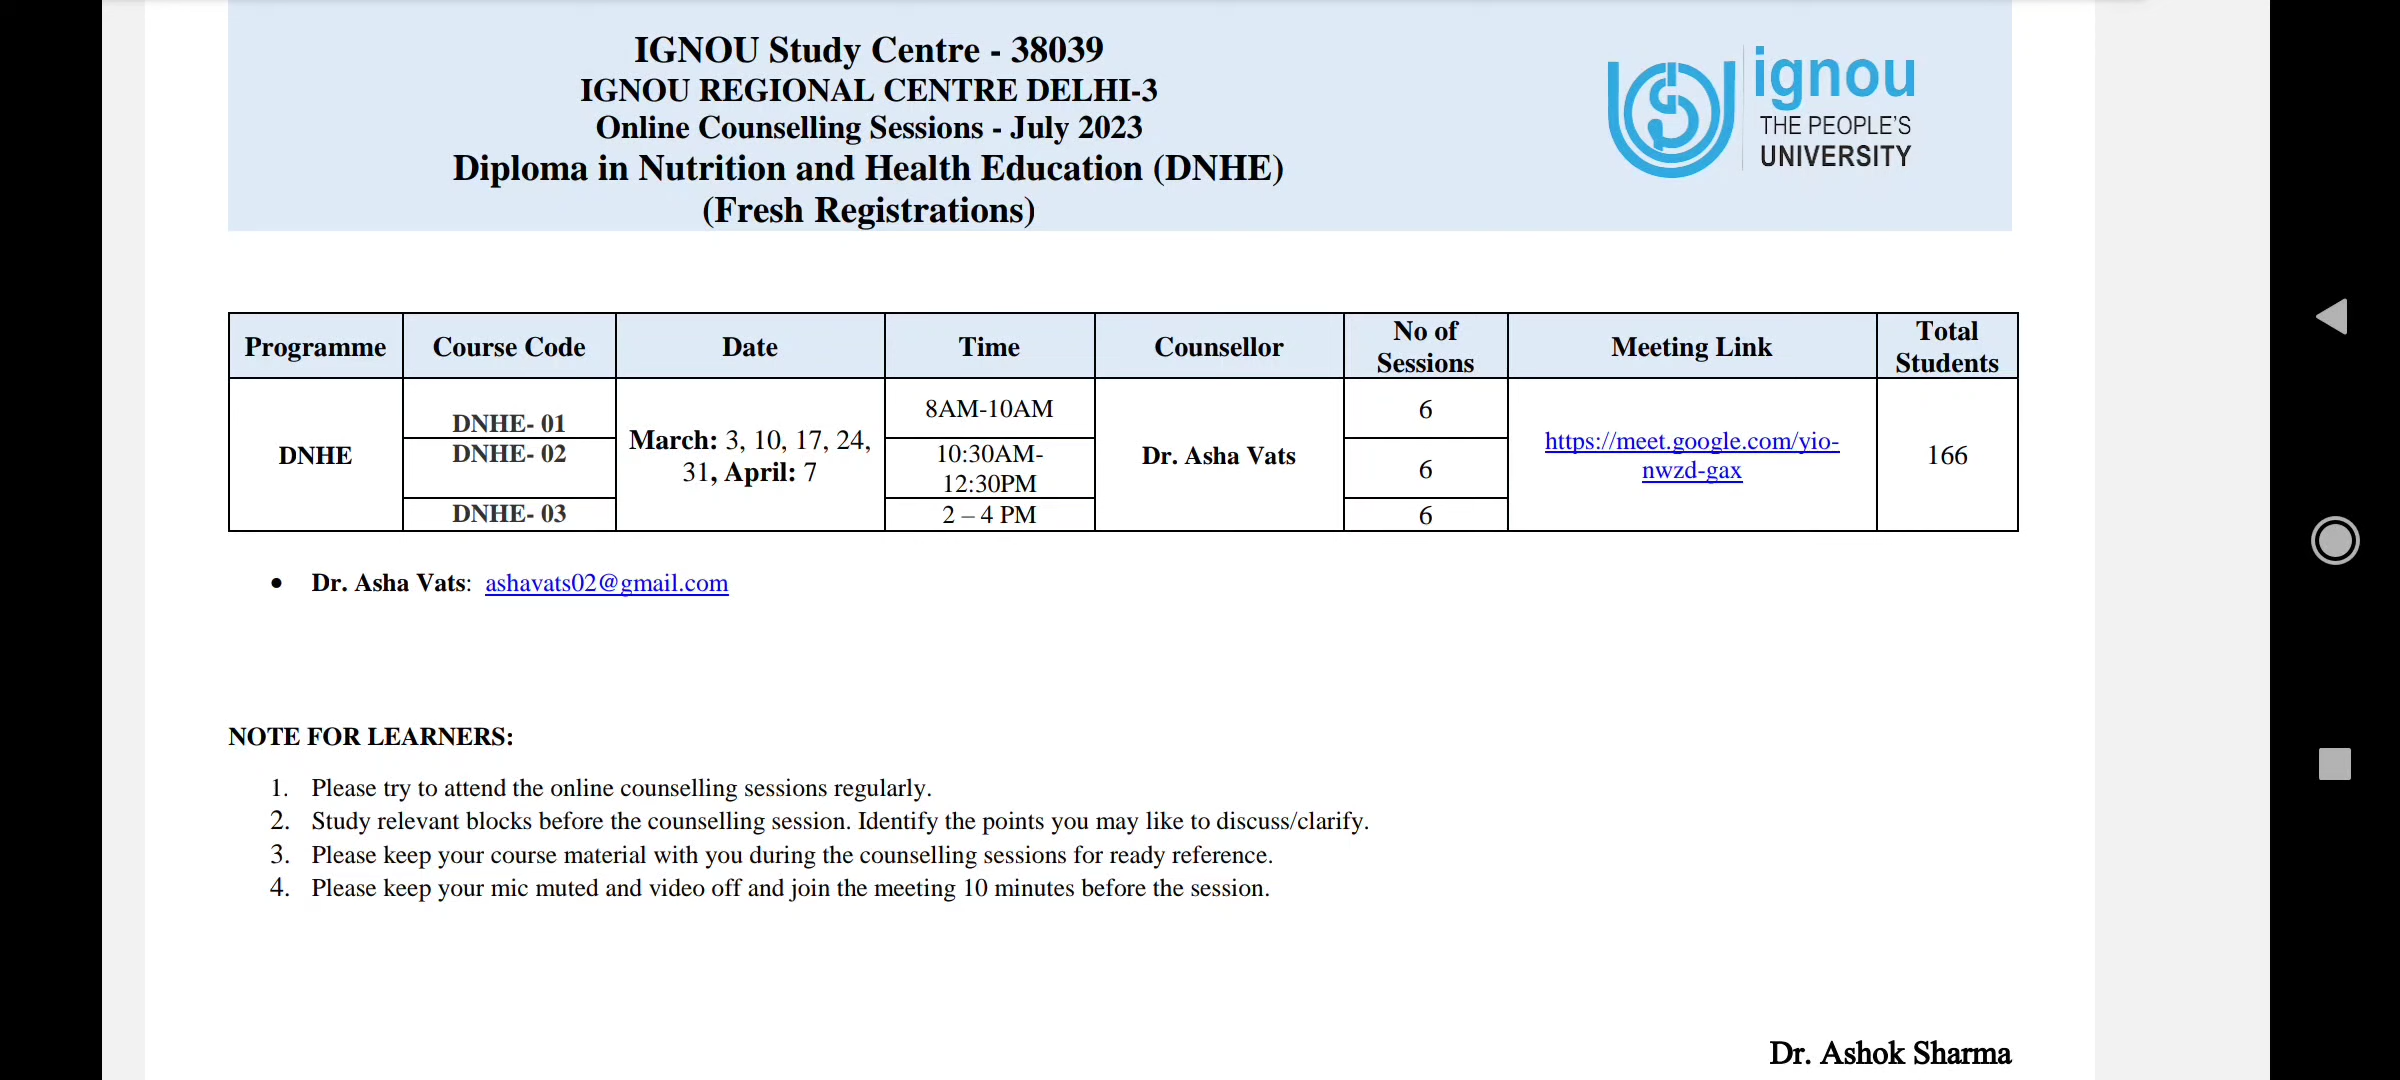 IGNOU Study Centre - 38039
IGNOU REGIONAL CENTRE DELHI-3
Online Counselling Sessions - July 2023
Diploma in Nutrition and Health Education (DNHE)
(Fresh Registrations)
ignou
THE PEOPLE'S
UNIVERSITY
Programme Course Code Date Time Counsellor No of Sessions Meeting Link Total Students
DNHE
DNHE- 01
DNHE- 02
DNHE- 03
March: 3, 10, 17, 24,
31, April: 7
8AM-10AM
10:30AM-
12:30PM
2 – 4 PM
Dr. Asha Vats
6
6
6
https://meet.google.com/yio-
nwzd-gax
166
• Dr. Asha Vats: ashavats02@gmail.com
NOTE FOR LEARNERS:
1. Please try to attend the online counselling sessions regularly.
2. Study relevant blocks before the counselling session. Identify the points you may like to discuss/clarify.
3. Please keep your course material with you during the counselling sessions for ready reference.
4. Please keep your mic muted and video off and join the meeting 10 minutes before the session.
Dr. Ashok Sharma